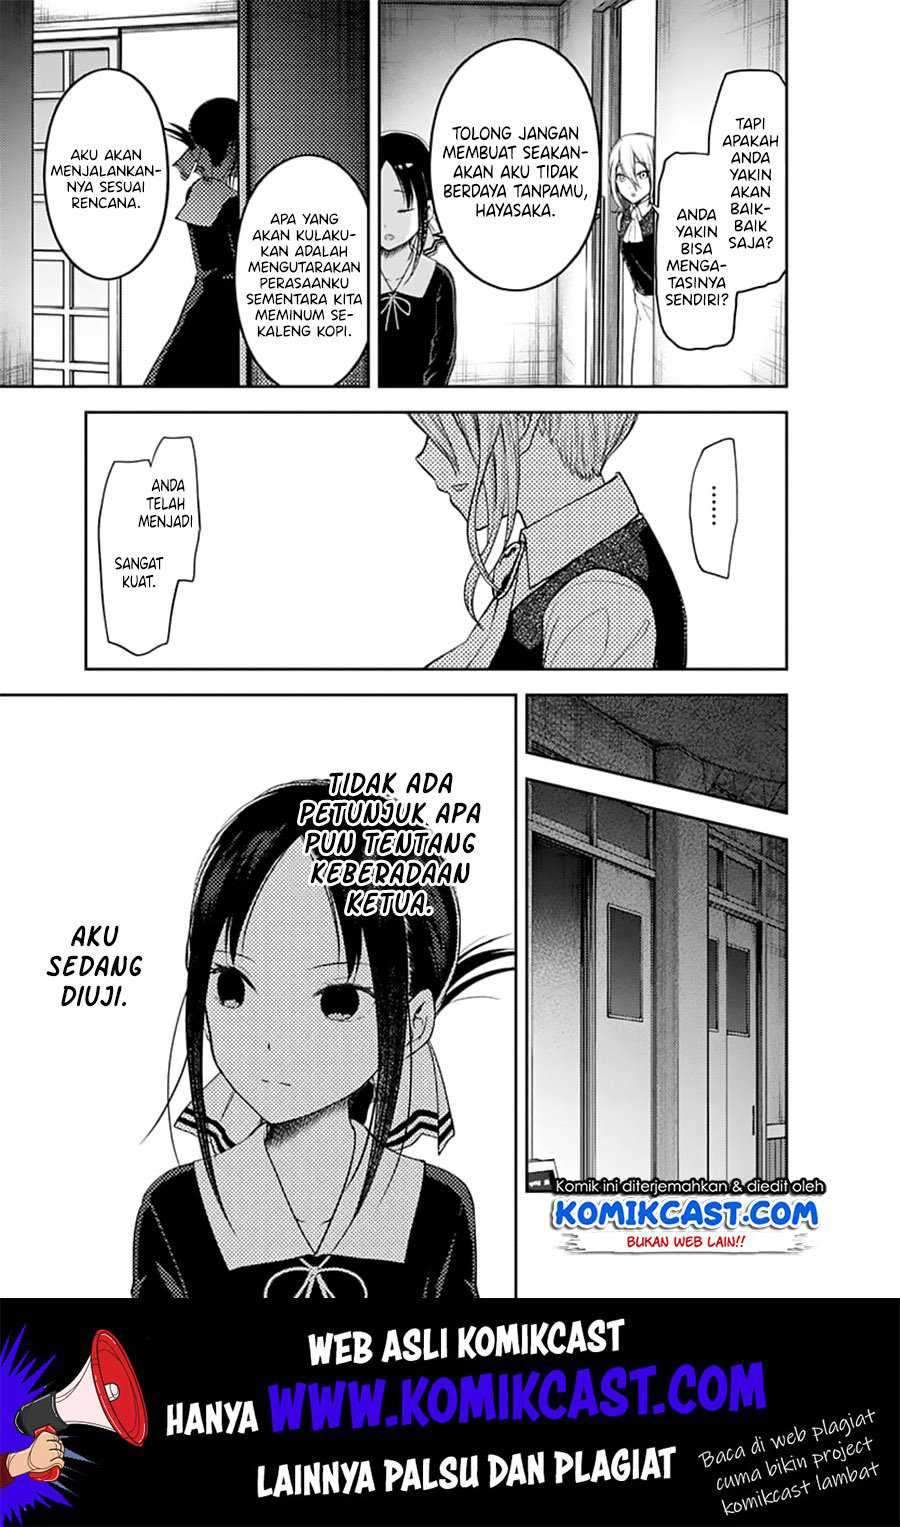 TAPI
APAKAH
ANDA
YAKIN
AKAN
BAIK-
BAIK
SAJA?
ANDA
YAKIN
BISA
MENGA-
TASINYA
SENDIRI?
TOLONG JANGAN
MEMBUAT SEAKAN-
AKAN AKU TIDAK
BERDAYA TANPAMU,
HAYASAKA.
APA YANG
AKAN KULAKU-
KAN ADALAH
MENGUTARAKAN
PERASAANKU
SEMENTARA KITA
MEMINUM SE-
KALENG KOPI.
AKU AKAN
MENJALANKAN-
NYA SESUAI
RENCANA.
.......
ANDA
TELAH
MENJADI
SANGAT
KUAT.
TIDAK ADA
PETUNJUK APA
PUN TENTANG
KEBERADAAN
KETUA.
AKU
SEDANG
DIUJI.
Komik ini diterjemahkan & diedit oleh
KOMIKCAST.COM
BUKAN WEB LAIN!!
WEB ASLI KOMIKCAST
HANYA WWW.KOMIKCAST.COM
LAINNYA PALSU DAN PLAGIAT
Baca di web plagiat
cuma bikin project
komikcast lambat